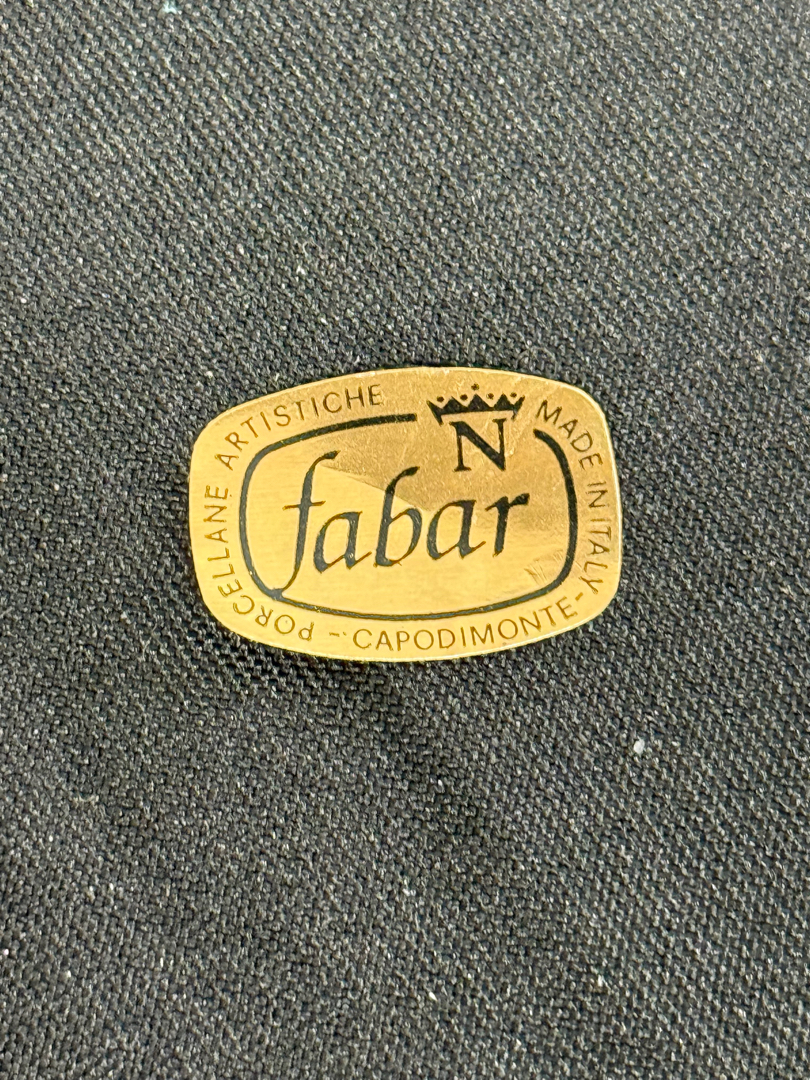 PORCELLANE ARTISTICHE
N
MADE IN ITALY
fabar
- CAPODIMONTE -